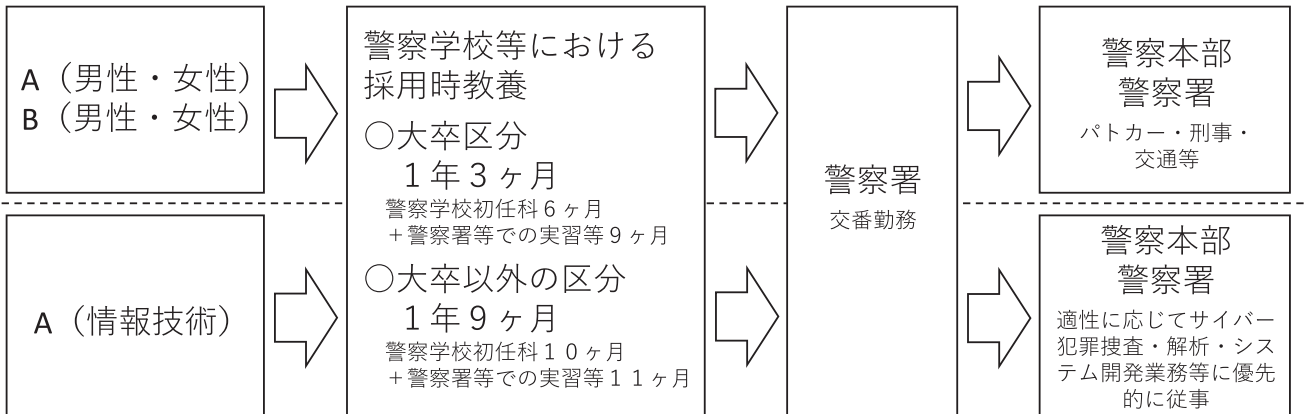 A（男性・女性）
B（男性・女性）
A（情報技術）
警察学校等における
採用時教養
○大卒区分
１年３ヶ月
警察学校初任科６ヶ月
＋警察署等での実習等９ヶ月
○大卒以外の区分
１年９ヶ月
警察学校初任科１０ヶ月
＋警察署等での実習等１１ヶ月
警察署
交番勤務
警察本部
警察署
パトカー・刑事・
交通等
警察本部
警察署
適性に応じてサイバー
犯罪捜査・解析・シス
テム開発業務等に優先
的に従事